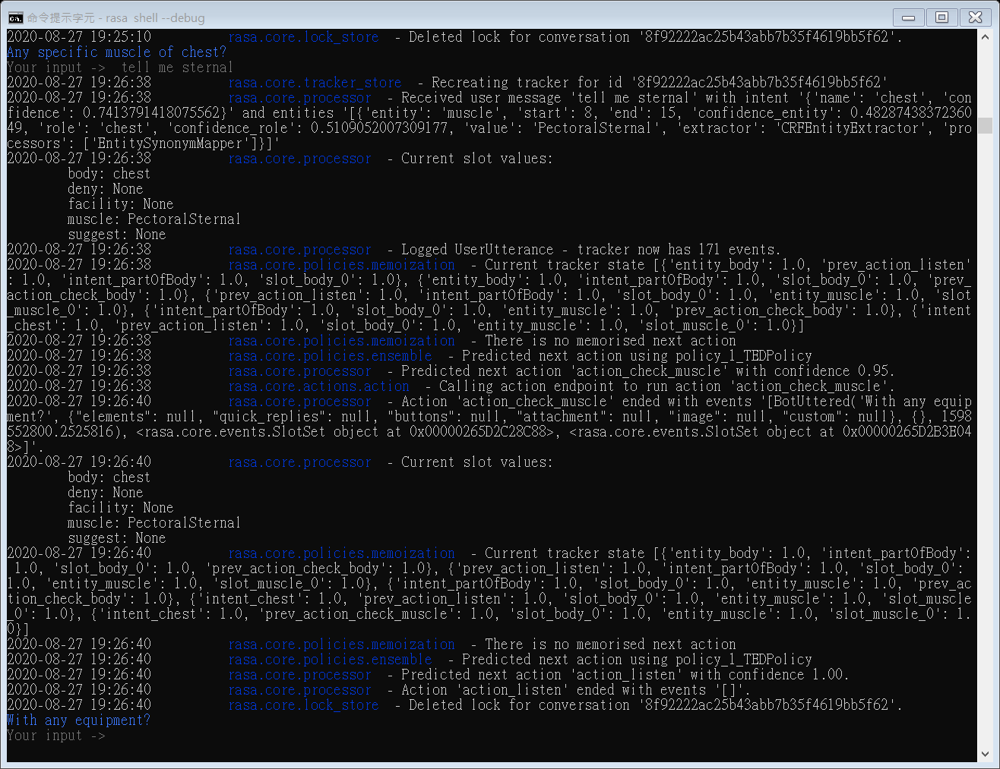 命令提示字元 - rasa  shell --debug
2020-08-27 19:25:10 rasa.core.lock_store - Deleted lock for conversation '8f92222ac25b43abb7b35f4619bb5f62'.
Any specific muscle of chest?
Your input ->  tell me sternal
2020-08-27 19:26:38 rasa.core.tracker_store - Recreating tracker for id '8f92222ac25b43abb7b35f4619bb5f62'
2020-08-27 19:26:38 rasa.core.processor - Received user message 'tell me sternal' with intent '{'name': 'chest', 'con
fidence': 0.7413791418075562}' and entities '[{'entity': 'muscle', 'start': 8, 'end': 15, 'confidence_entity': 0.48287438372360
49, 'role': 'chest', 'confidence_role': 0.5109052007309177, 'value': 'PectoralSternal', 'extractor': 'CRFEntityExtractor', 'pro
cessors': ['EntitySynonymMapper']}]'
2020-08-27 19:26:38 rasa.core.processor - Current slot values:
body: chest
deny: None
facility: None
muscle: PectoralSternal
suggest: None
2020-08-27 19:26:38 rasa.core.processor - Logged UserUtterance - tracker now has 171 events.
2020-08-27 19:26:38 rasa.core.policies.memoization - Current tracker state [{'entity_body': 1.0, 'prev_action_listen'
: 1.0, 'intent_partOfBody': 1.0, 'slot_body_0': 1.0}, {'entity_body': 1.0, 'intent_partOfBody': 1.0, 'slot_body_0': 1.0, 'prev_
action_check_body': 1.0}, {'prev_action_listen': 1.0, 'intent_partOfBody': 1.0, 'slot_body_0': 1.0, 'entity_muscle': 1.0, 'slot
_muscle_0': 1.0}, {'intent_partOfBody': 1.0, 'slot_body_0': 1.0, 'entity_muscle': 1.0, 'prev_action_check_body': 1.0}, {'intent
_chest': 1.0, 'prev_action_listen': 1.0, 'slot_body_0': 1.0, 'entity_muscle': 1.0, 'slot_muscle_0': 1.0}]
2020-08-27 19:26:38 rasa.core.policies.memoization - There is no memorised next action
2020-08-27 19:26:38 rasa.core.policies.ensemble - Predicted next action using policy_1_TEDPolicy
2020-08-27 19:26:38 rasa.core.processor - Predicted next action 'action_check_muscle' with confidence 0.95.
2020-08-27 19:26:38 rasa.core.actions.action - Calling action endpoint to run action 'action_check_muscle'.
2020-08-27 19:26:40 rasa.core.processor - Action 'action_check_muscle' ended with events '[BotUttered('With any equip
ment?', {"elements": null, "quick_replies": null, "buttons": null, "attachment": null, "image": null, "custom": null}, {}, 1598
552800.2525816), <rasa.core.events.SlotSet object at 0x00000265D2C28C88>, <rasa.core.events.SlotSet object at 0x00000265D2B3E04
8>]'.
2020-08-27 19:26:40 rasa.core.processor - Current slot values:
body: chest
deny: None
facility: None
muscle: PectoralSternal
suggest: None
2020-08-27 19:26:40 rasa.core.policies.memoization - Current tracker state [{'entity_body': 1.0, 'intent_partOfBody':
1.0, 'slot_body_0': 1.0, 'prev_action_check_body': 1.0}, {'prev_action_listen': 1.0, 'intent_partOfBody': 1.0, 'slot_body_0':
1.0, 'entity_muscle': 1.0, 'slot_muscle_0': 1.0}, {'intent_partOfBody': 1.0, 'slot_body_0': 1.0, 'entity_muscle': 1.0, 'prev_ac
tion_check_body': 1.0}, {'intent_chest': 1.0, 'prev_action_listen': 1.0, 'slot_body_0': 1.0, 'entity_muscle': 1.0, 'slot_muscle
_0': 1.0}, {'intent_chest': 1.0, 'prev_action_check_muscle': 1.0, 'slot_body_0': 1.0, 'entity_muscle': 1.0, 'slot_muscle_0': 1.
0}]
2020-08-27 19:26:40 rasa.core.policies.memoization - There is no memorised next action
2020-08-27 19:26:40 rasa.core.policies.ensemble - Predicted next action using policy_1_TEDPolicy
2020-08-27 19:26:40 rasa.core.processor - Predicted next action 'action_listen' with confidence 1.00.
2020-08-27 19:26:40 rasa.core.processor - Action 'action_listen' ended with events '[]'.
2020-08-27 19:26:40 rasa.core.lock_store - Deleted lock for conversation '8f92222ac25b43abb7b35f4619bb5f62'.
With any equipment?
Your input ->